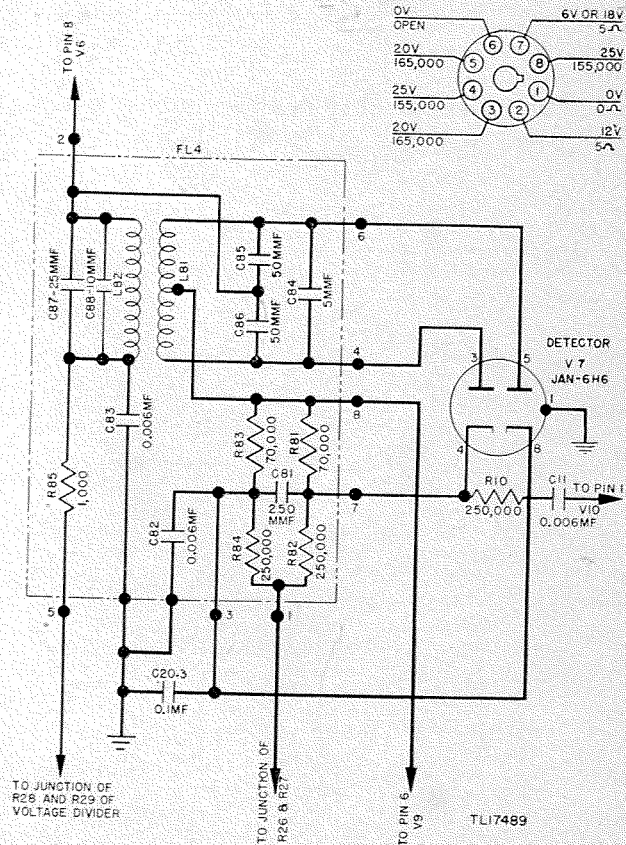 0V
OPEN
6V OR 18V
5Ω
20V
165,000
25V
155,000
25V
155,000
0V
0Ω
20V
165,000
12V
5Ω
6
7
5
8
4
1
3
2
TO PIN 8
V6
2
FL4
C87-25MMF
C88-10MMF
L82
L81
C85
50MMF
C86
50MMF
C84
5MMF
6
4
DETECTOR
V7
JAN-6H6
3
5
1
4
8
8
C83
0.006MF
R85
1,000
R83
70,000
R81
70,000
C81
250
MMF
7
R10
250,000
C11
0.006MF
TO PIN 1
V10
C82
0.006MF
R84
250,000
R82
250,000
5
3
1
C20-3
0.1MF
TO JUNCTION OF
R28 AND R29 OF
VOLTAGE DIVIDER
TO JUNCTION OF
R26 & R27
TO PIN 6
V9
TL17489